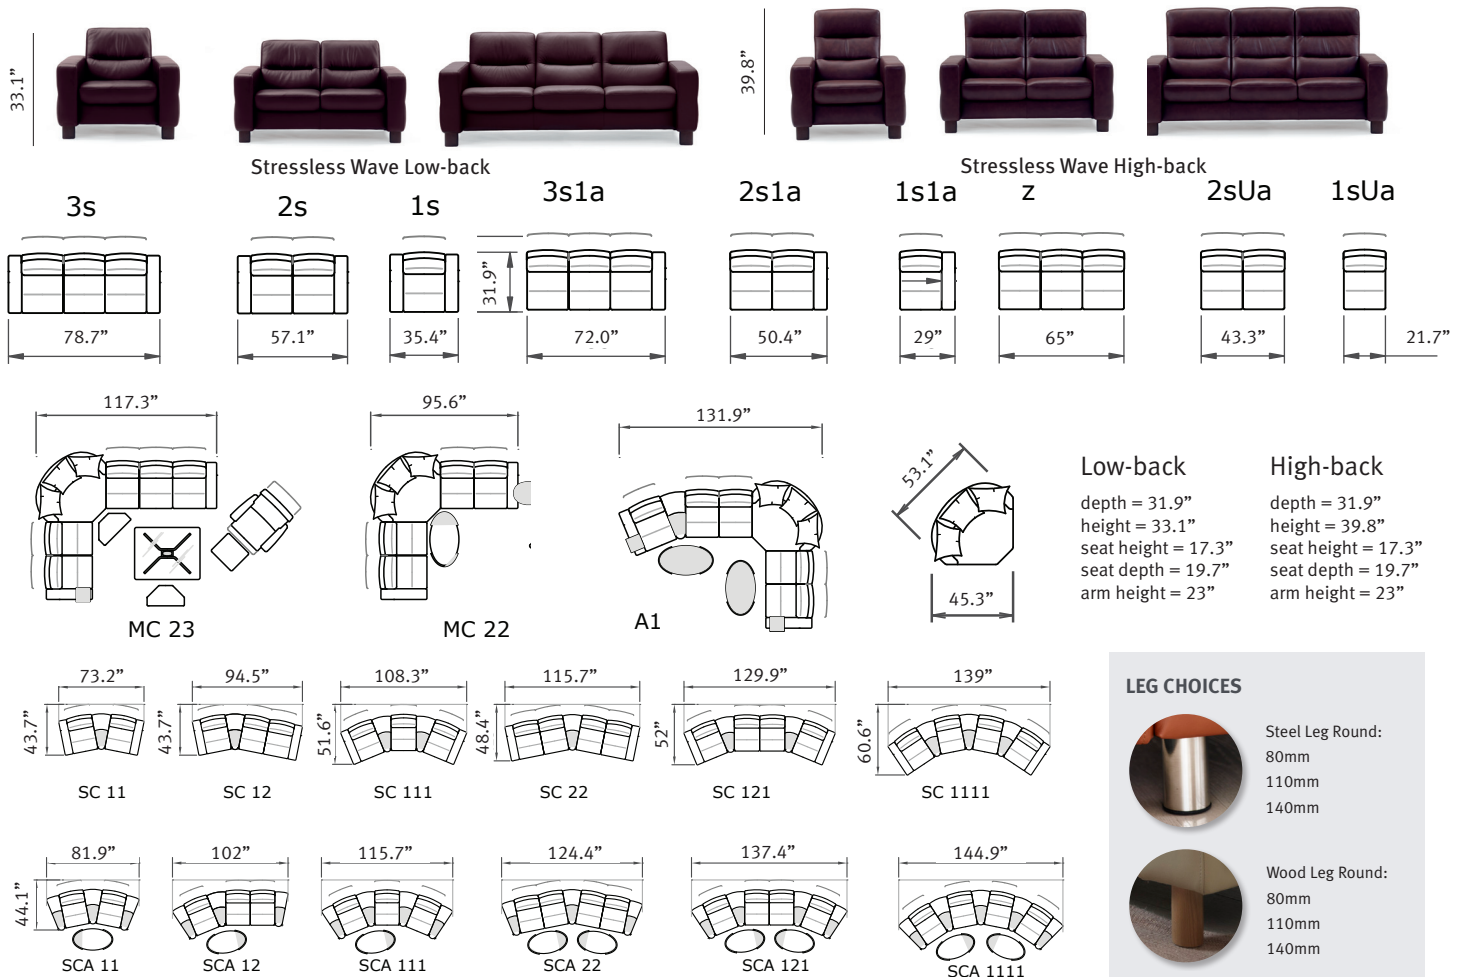 33.1”
39.8”
Stressless Wave Low-back
Stressless Wave High-back
3s
2s
1s
3s1a
2s1a
1s1a
z
2sUa
1sUa
31.9”
78.7”
57.1”
35.4”
72.0”
50.4”
29”
65”
43.3”
21.7”
117.3”
95.6”
131.9”
53.1”
45.3”
MC 23
MC 22
A1
Low-back
depth = 31.9”
height = 33.1”
seat height = 17.3”
seat depth = 19.7”
arm height = 23”
High-back
depth = 31.9”
height = 39.8”
seat height = 17.3”
seat depth = 19.7”
arm height = 23”
73.2”
94.5”
108.3”
115.7”
129.9”
139”
43.7”
43.7”
51.6”
48.4”
52”
60.6”
SC 11
SC 12
SC 111
SC 22
SC 121
SC 1111
81.9”
102”
115.7”
124.4”
137.4”
144.9”
44.1”
SCA 11
SCA 12
SCA 111
SCA 22
SCA 121
SCA 1111
LEG CHOICES
Steel Leg Round:
80mm
110mm
140mm
Wood Leg Round:
80mm
110mm
140mm